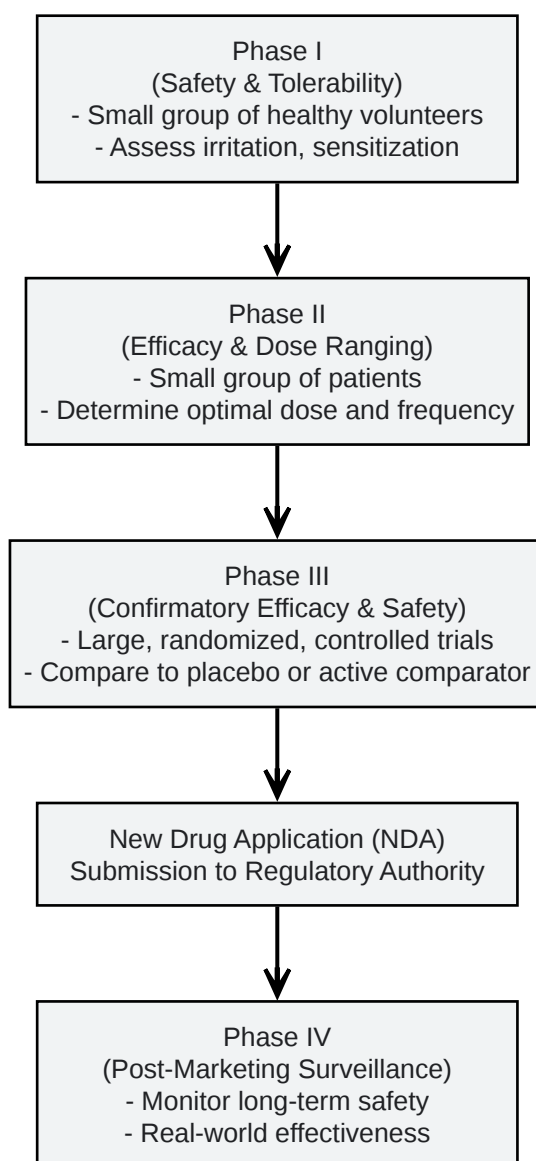 Phase I
(Safety & Tolerability)
- Small group of healthy volunteers
- Assess irritation, sensitization
Phase II
(Efficacy & Dose Ranging)
- Small group of patients
- Determine optimal dose and frequency
Phase III
(Confirmatory Efficacy & Safety)
- Large, randomized, controlled trials
- Compare to placebo or active comparator
New Drug Application (NDA)
Submission to Regulatory Authority
Phase IV
(Post-Marketing Surveillance)
- Monitor long-term safety
- Real-world effectiveness